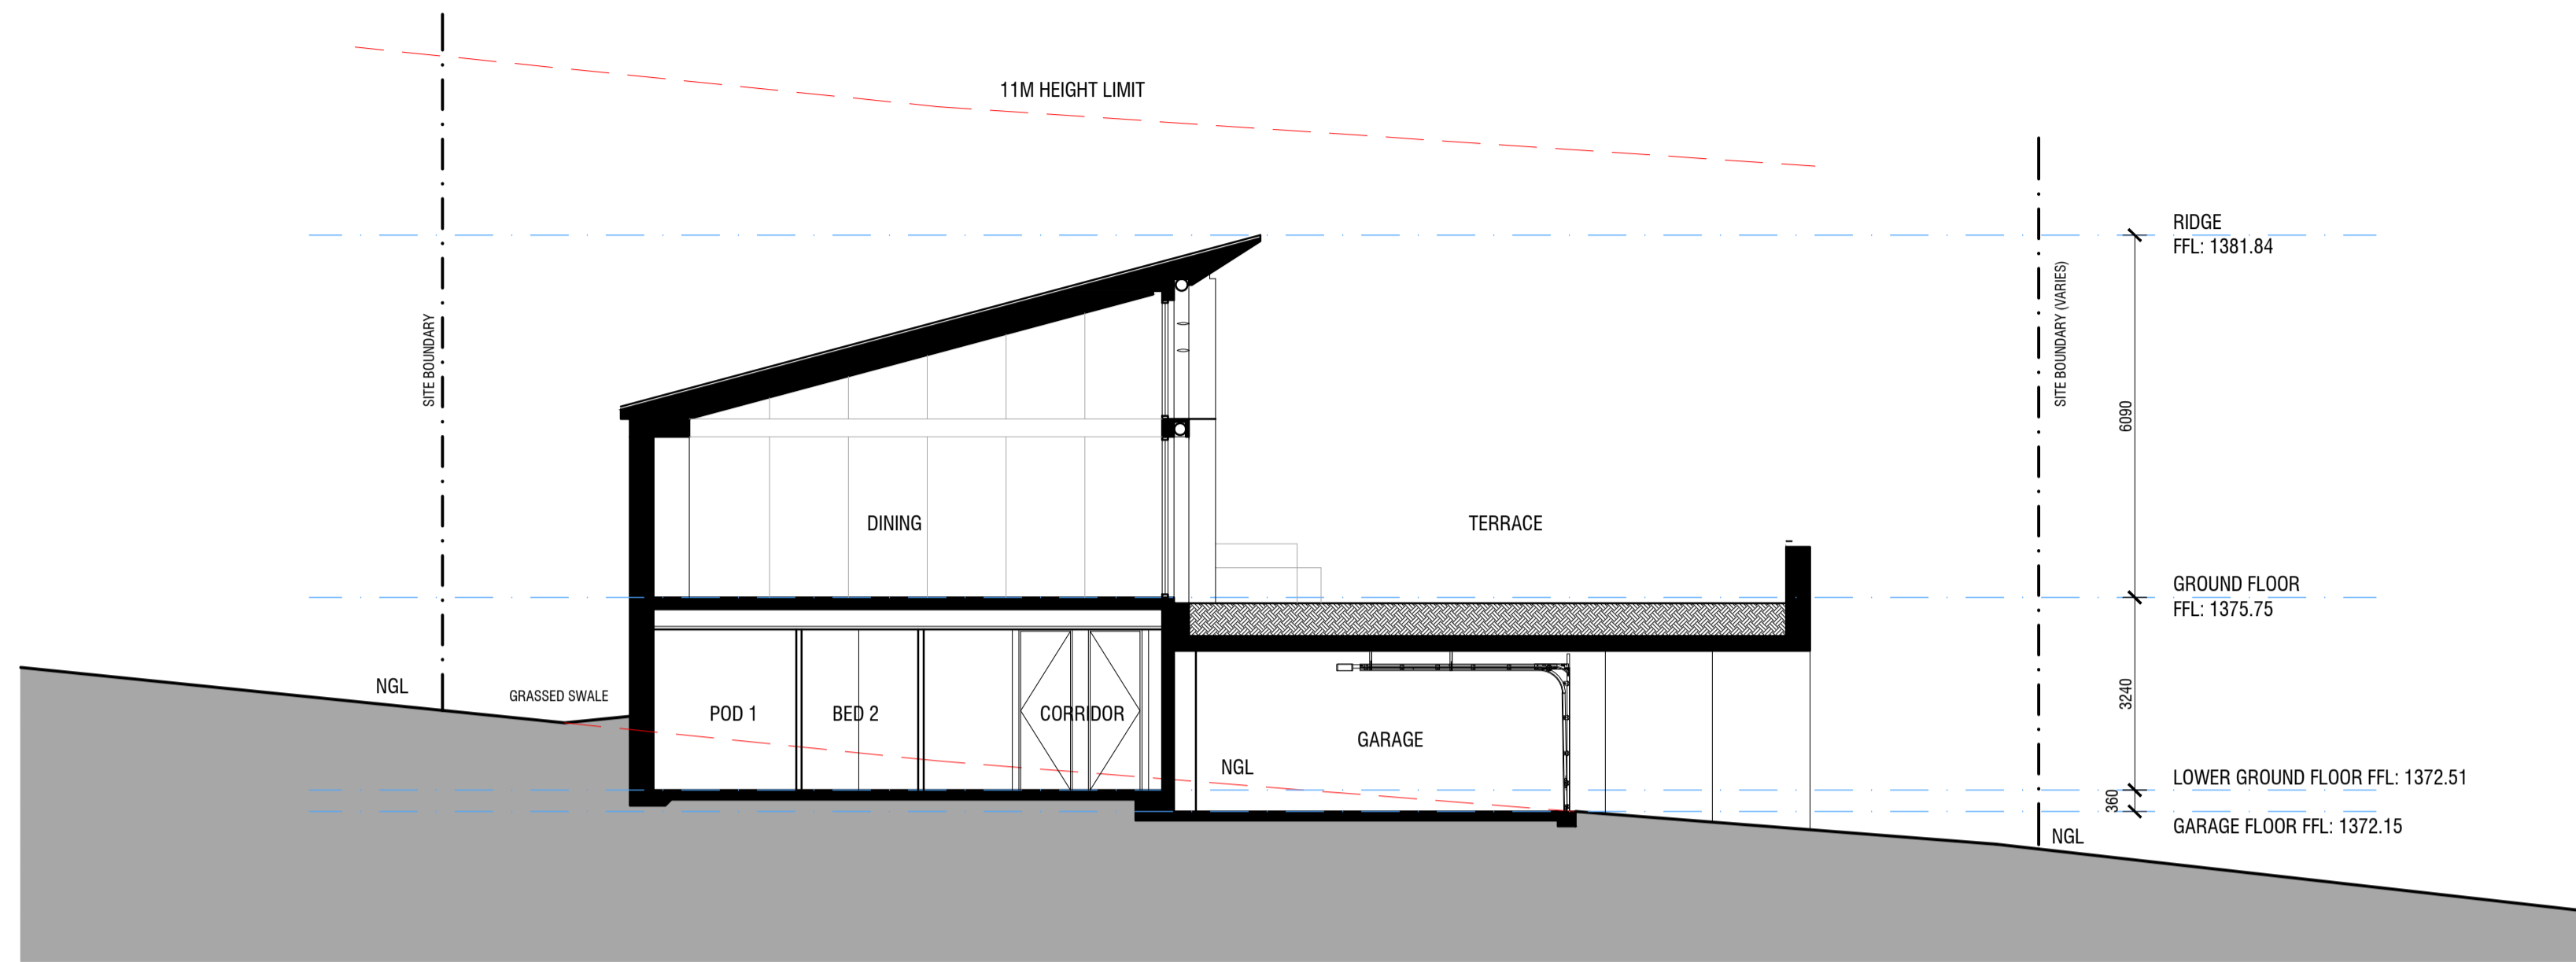 11M HEIGHT LIMIT
RIDGE
FFL: 1381.84
SITE BOUNDARY
SITE BOUNDARY (VARIES)
6090
DINING
TERRACE
GROUND FLOOR
FFL: 1375.75
NGL
GRASSED SWALE
POD 1
BED 2
CORRIDOR
GARAGE
3240
NGL
LOWER GROUND FLOOR FFL: 1372.51
360
GARAGE FLOOR FFL: 1372.15
NGL